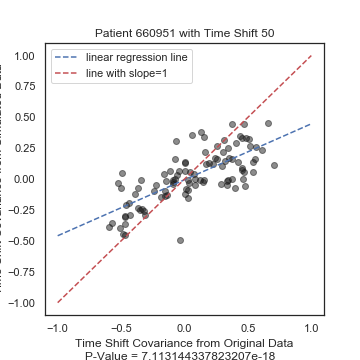 Patient 660951 with Time Shift 50
linear regression line
line with slope=1
1.00
0.75
0.50
0.25
0.00
−0.25
−0.50
−0.75
−1.00
−1.0
−0.5
0.0
0.5
1.0
Time Shift Covariance from Original Data
P-Value = 7.113144337823207e-18